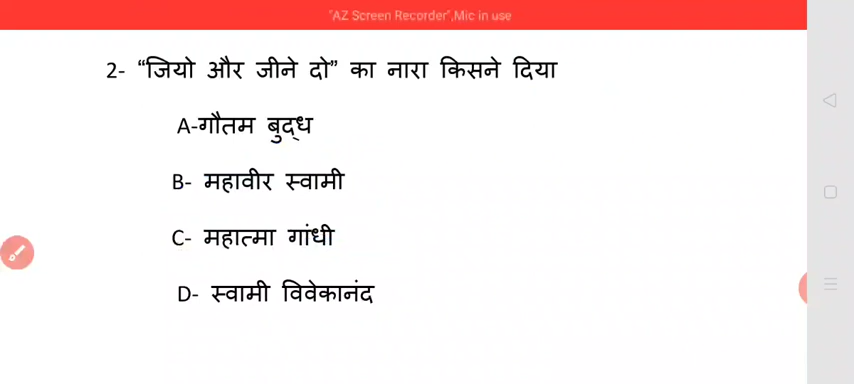 "AZ Screen Recorder",Mic in use
2- “जियो और जीने दो” का नारा किसने दिया
A-गौतम बुद्ध
B- महावीर स्वामी
C- महात्मा गांधी
D- स्वामी विवेकानंद